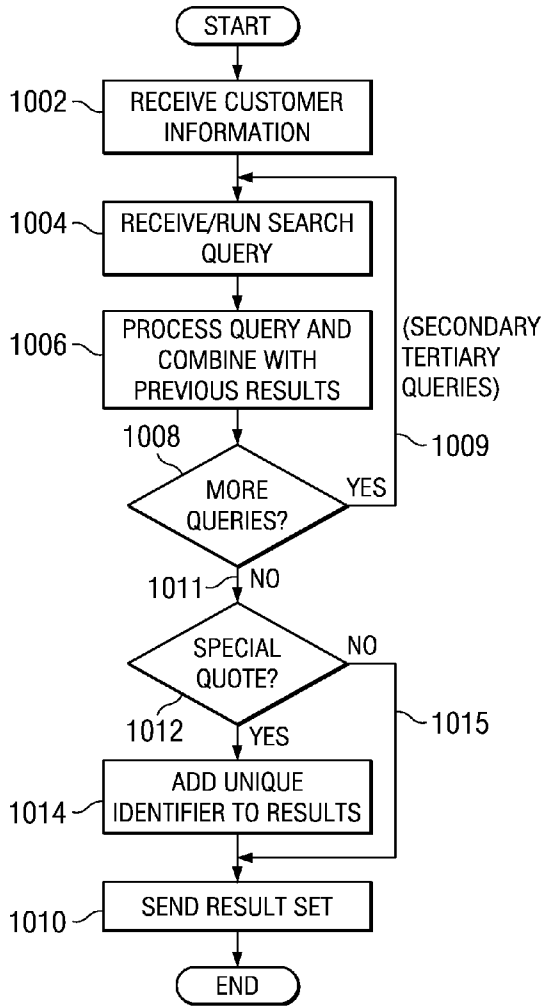 START
1002
RECEIVE CUSTOMER
INFORMATION
1004
RECEIVE/RUN SEARCH
QUERY
1006
PROCESS QUERY AND
COMBINE WITH
PREVIOUS RESULTS
(SECONDARY
TERTIARY
QUERIES)
1008
1009
MORE
QUERIES?
YES
1011
NO
SPECIAL
QUOTE?
NO
1012
YES
1015
1014
ADD UNIQUE
IDENTIFIER TO RESULTS
1010
SEND RESULT SET
END